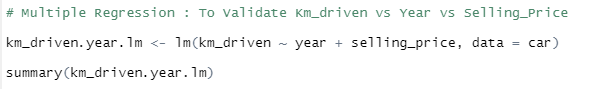 # Multiple Regression : To Validate Km_driven vs Year vs Selling_Price
km_driven.year.lm <- lm(km_driven ~ year + selling_price, data = car)
summary(km_driven.year.lm)